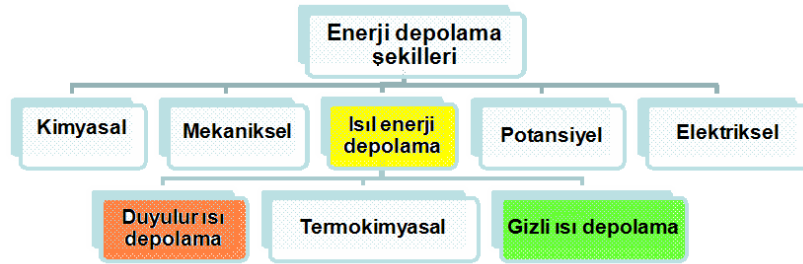 Enerji depolama
şekilleri
Kimyasal
Mekaniksel
Isıl enerji
depolama
Potansiyel
Elektriksel
Duyulur ısı
depolama
Termokimyasal
Gizli ısı depolama